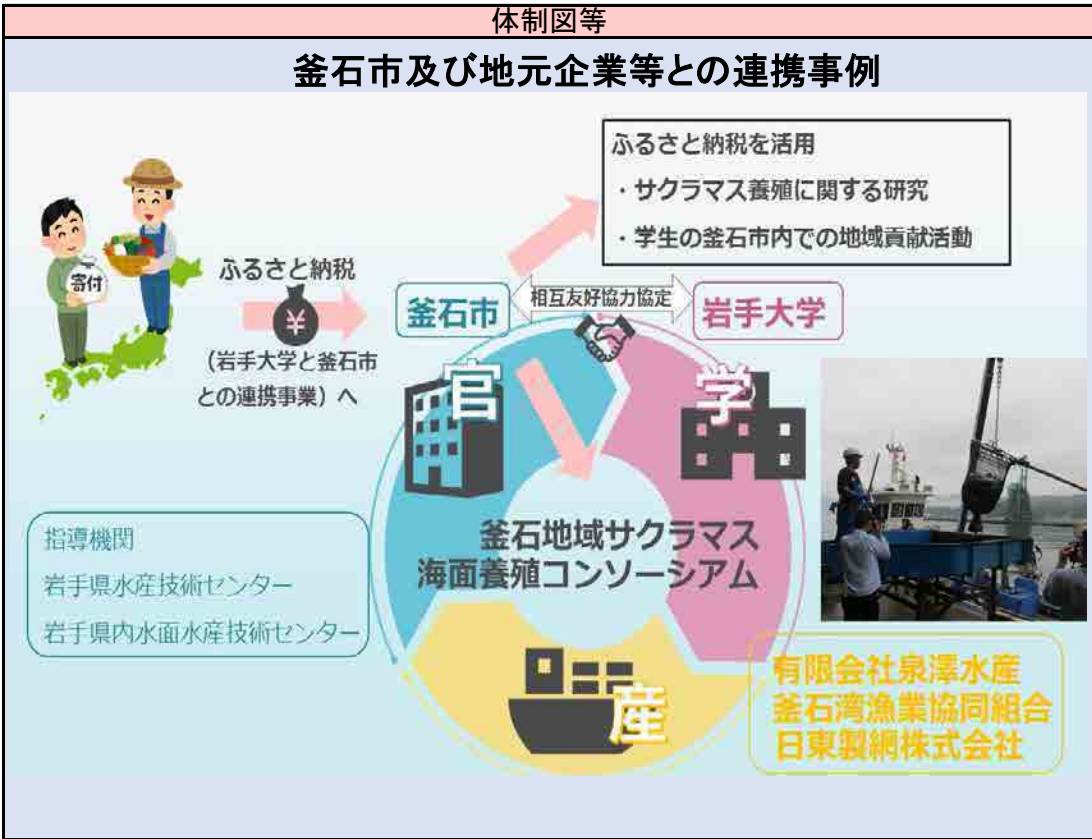 体制図等
釜石市及び地元企業等との連携事例
ふるさと納税を活用
・サクラマス養殖に関する研究
・学生の釜石市内での地域貢献活動
寄付
ふるさと納税
¥
(岩手大学と釜石市
との連携事業)へ
釜石市
相互友好協力協定
岩手大学
官
学
釜石地域サクラマス
海面養殖コンソーシアム
指導機関
岩手県水産技術センター
岩手県内水面水産技術センター
産
有限会社泉澤水産
釜石湾漁業協同組合
日東製網株式会社